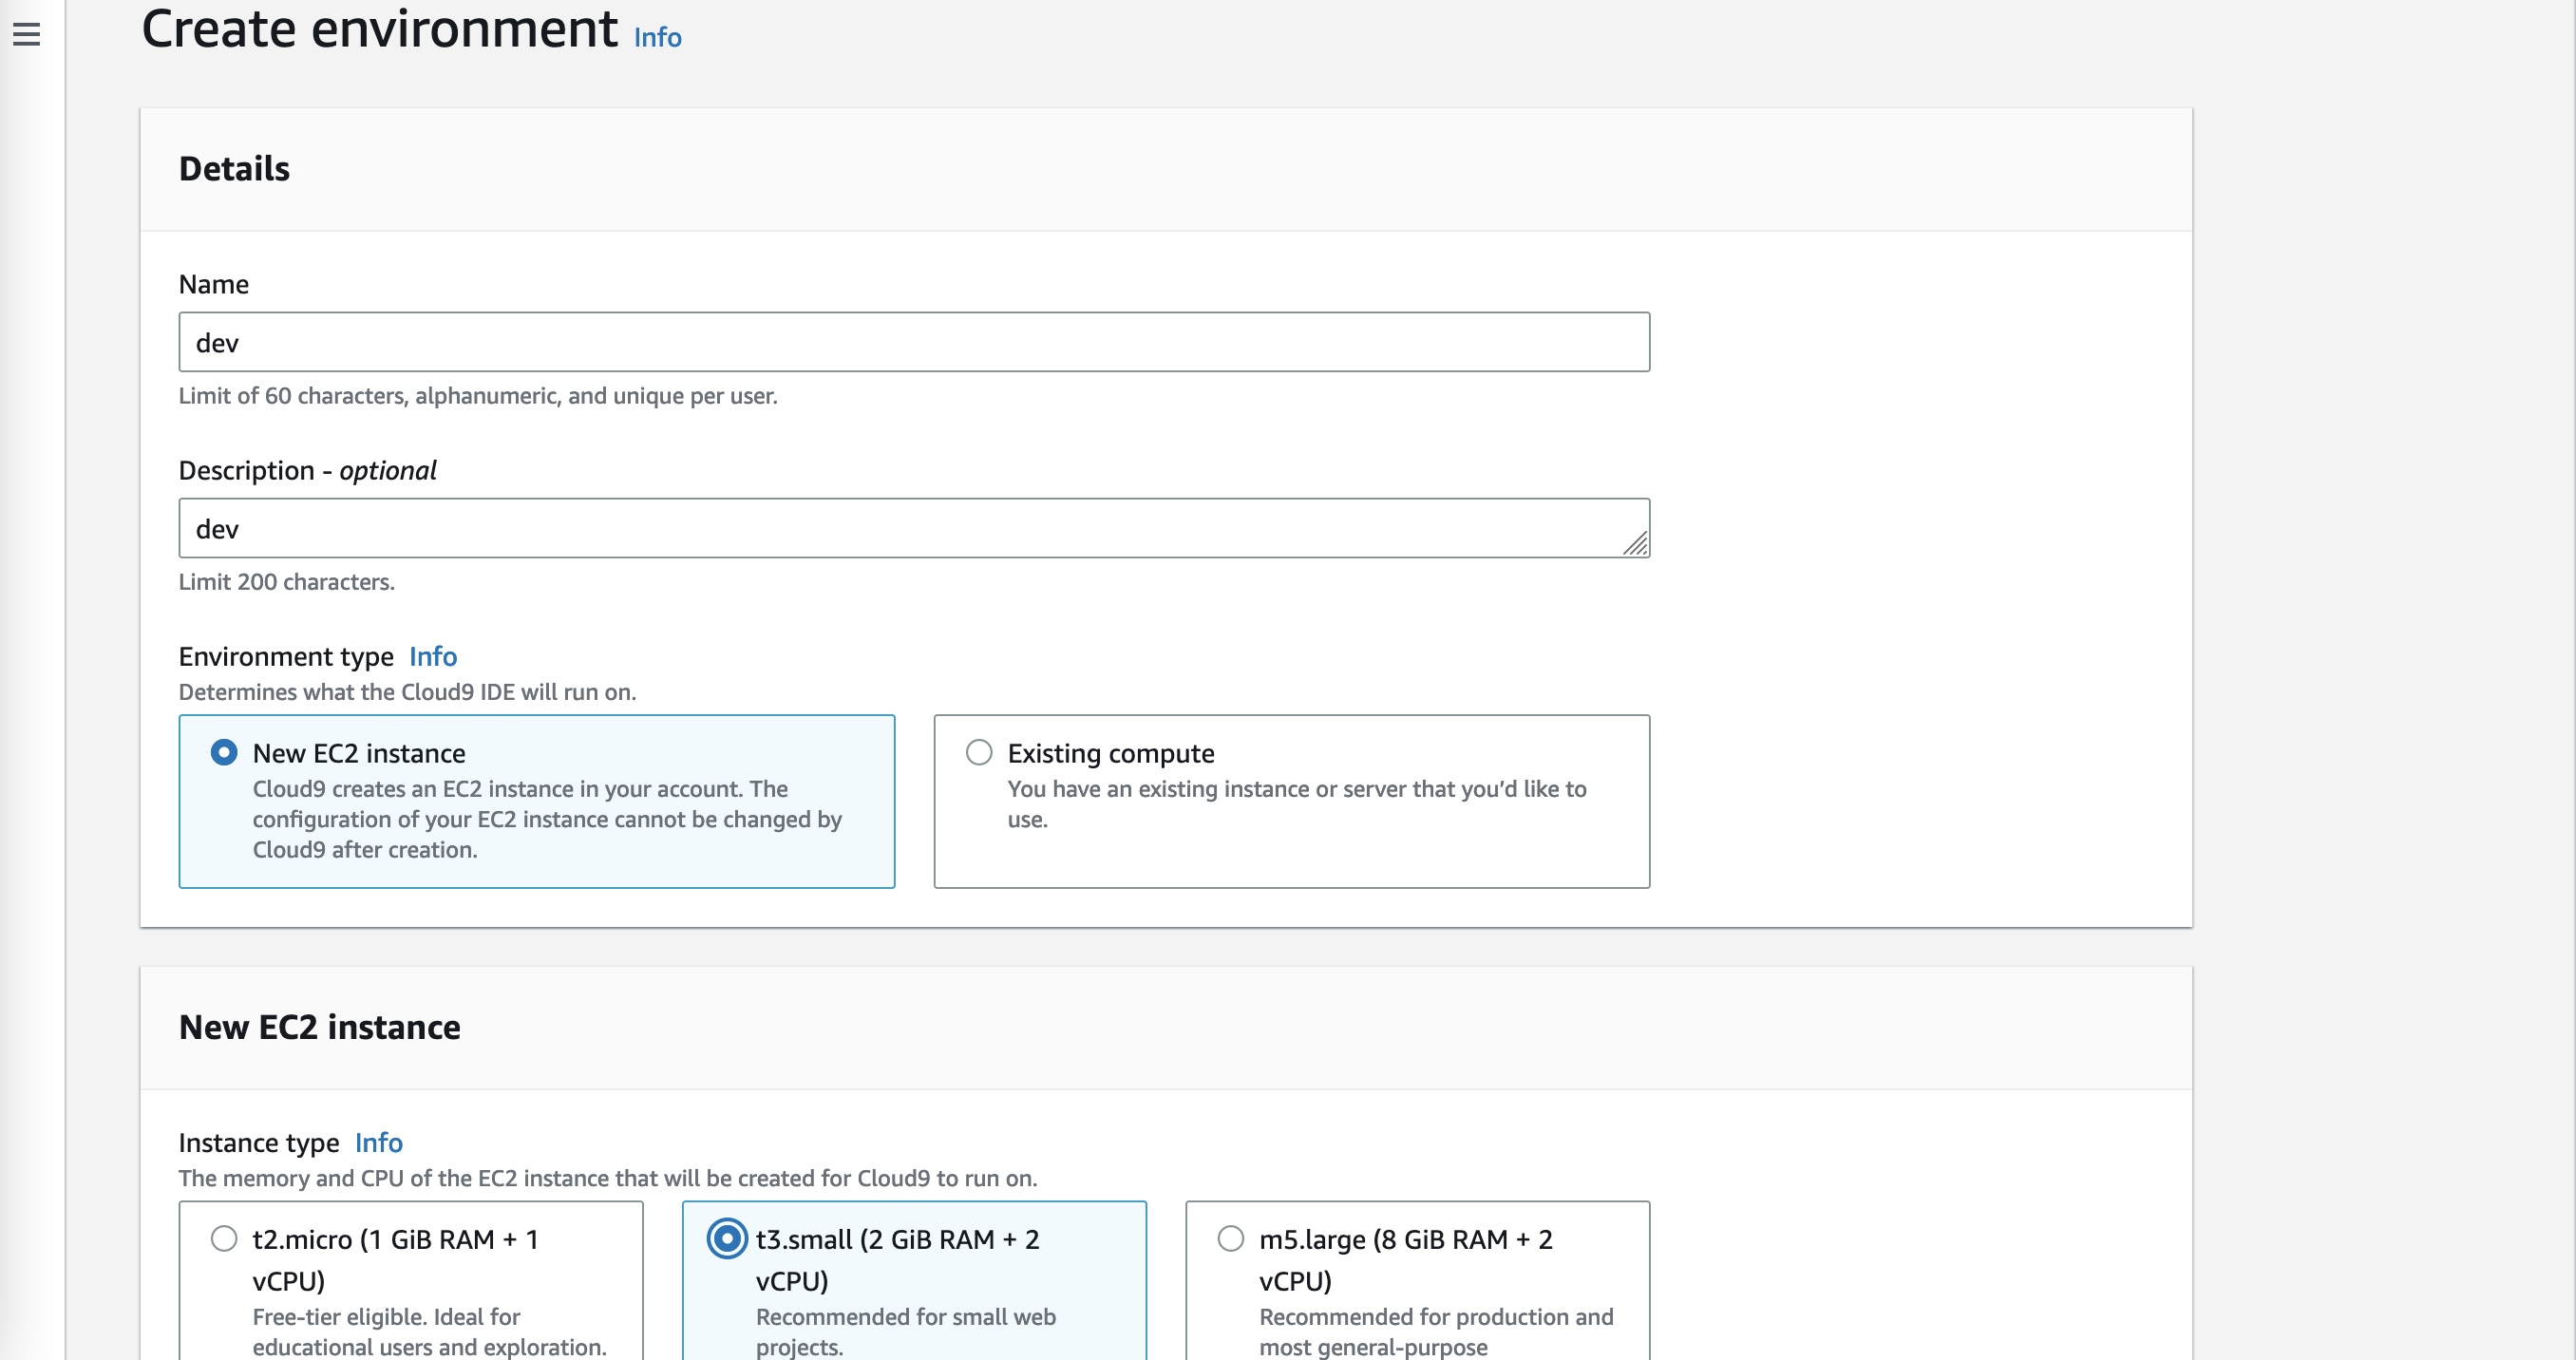 Create environment Info
Details
Name
dev
Limit of 60 characters, alphanumeric, and unique per user.
Description - optional
dev
Limit 200 characters.
Environment type Info
Determines what the Cloud9 IDE will run on.
New EC2 instance
Cloud9 creates an EC2 instance in your account. The
configuration of your EC2 instance cannot be changed by
Cloud9 after creation.
Existing compute
You have an existing instance or server that you’d like to
use.
New EC2 instance
Instance type Info
The memory and CPU of the EC2 instance that will be created for Cloud9 to run on.
t2.micro (1 GiB RAM + 1
vCPU)
Free-tier eligible. Ideal for
educational users and exploration.
t3.small (2 GiB RAM + 2
vCPU)
Recommended for small web
projects.
m5.large (8 GiB RAM + 2
vCPU)
Recommended for production and
most general-purpose